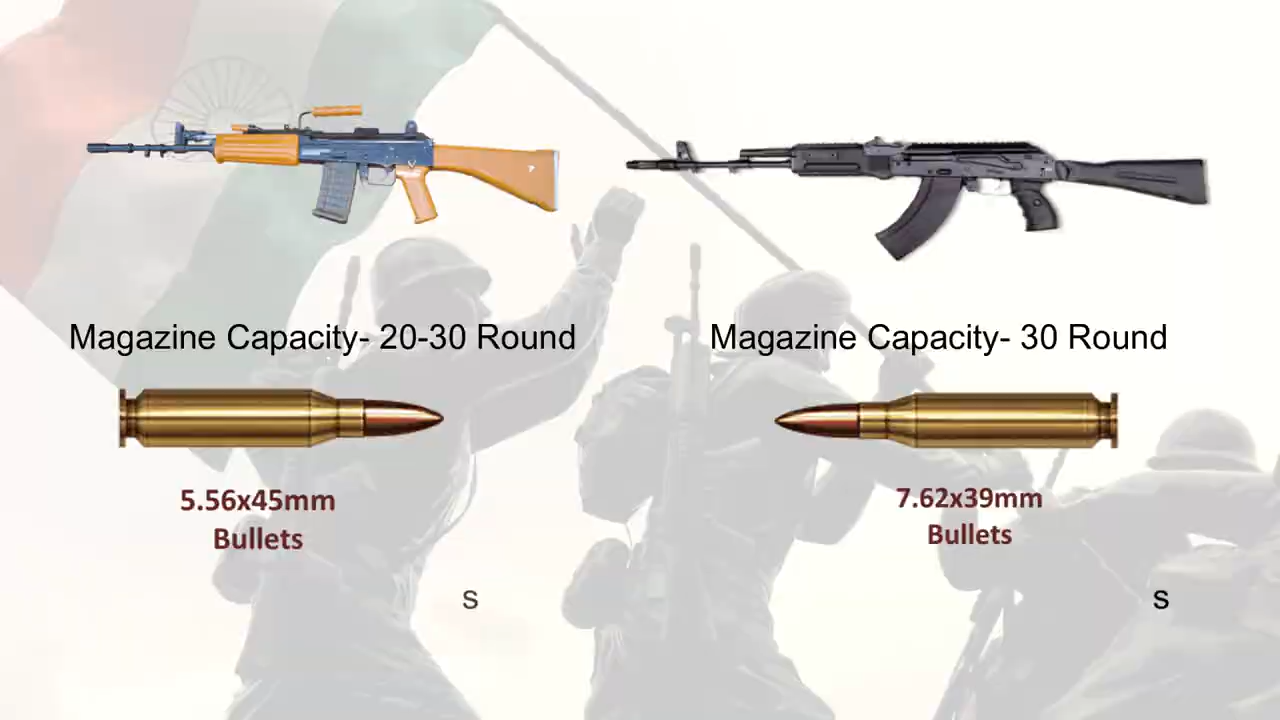 Magazine Capacity- 20-30 Round
Magazine Capacity- 30 Round
5.56x45mm
Bullets
7.62x39mm
Bullets
s
s